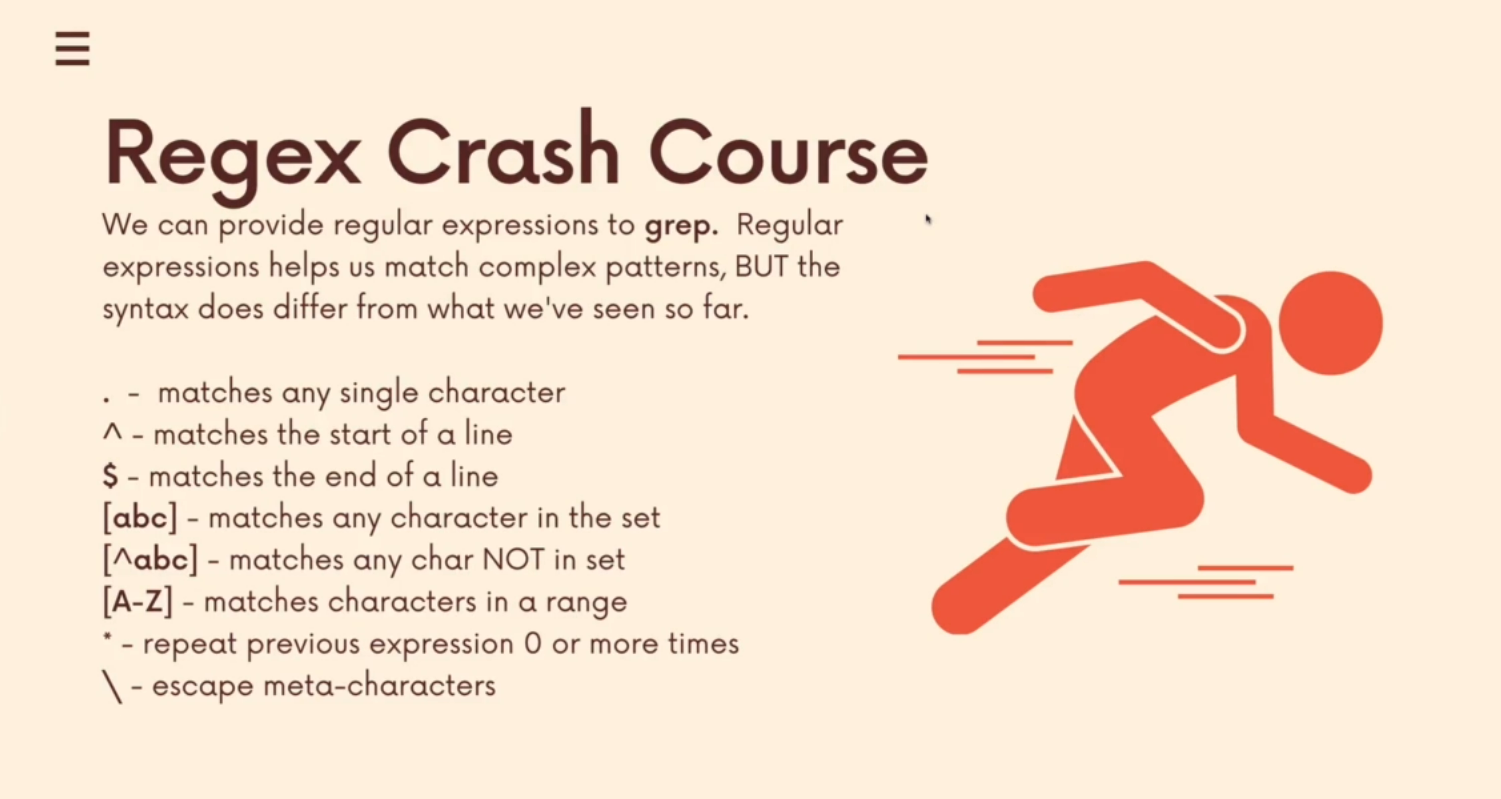 Regex Crash Course
We can provide regular expressions to grep.  Regular
expressions helps us match complex patterns, BUT the
syntax does differ from what we've seen so far.
. -  matches any single character
^ - matches the start of a line
$ - matches the end of a line
[abc] - matches any character in the set
[^abc] - matches any char NOT in set
[A-Z] - matches characters in a range
* - repeat previous expression 0 or more times
\ - escape meta-characters